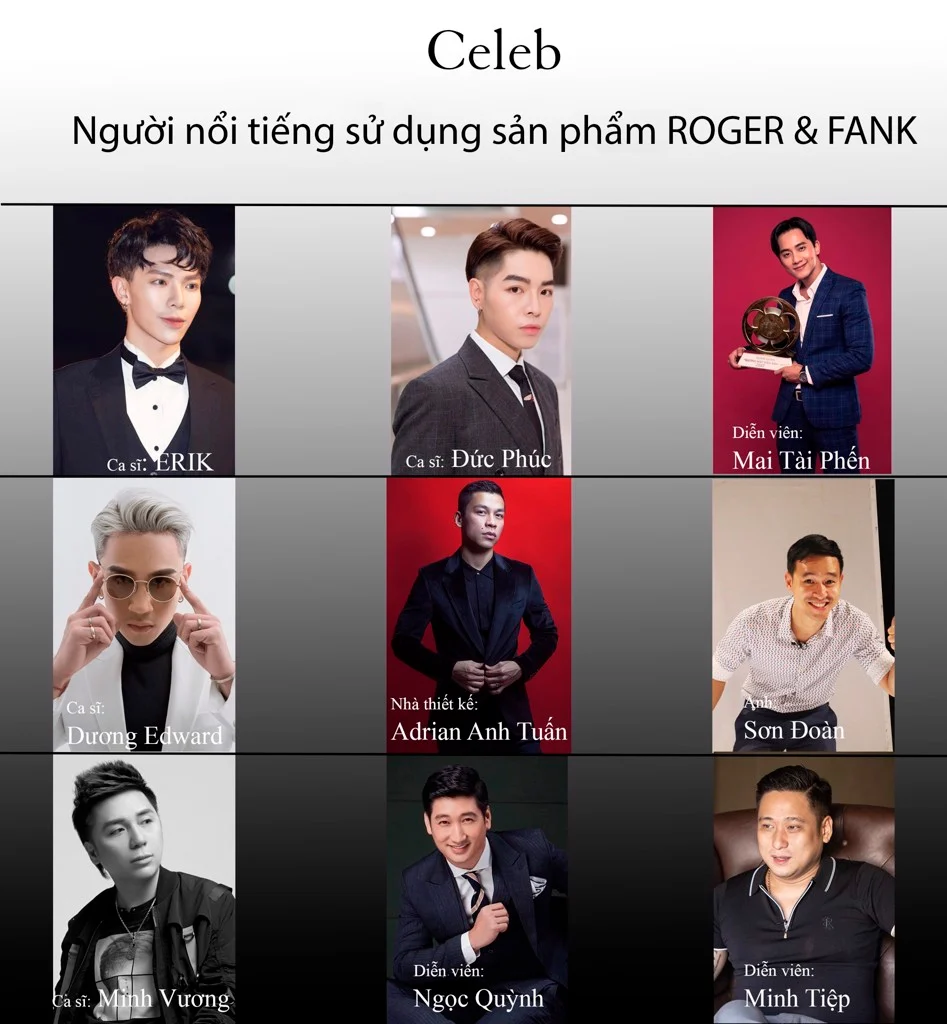 Celeb
Người nổi tiếng sử dụng sản phẩm ROGER & FANK
Ca sĩ: ERIK
Ca sĩ: Đức Phúc
Diễn viên:
Mai Tài Phến
Ca sĩ:
Dương Edward
Nhà thiết kế:
Adrian Anh Tuấn
Anh:
Sơn Đoàn
Ca sĩ: Minh Vương
Diễn viên:
Ngọc Quỳnh
Diễn viên:
Minh Tiệp